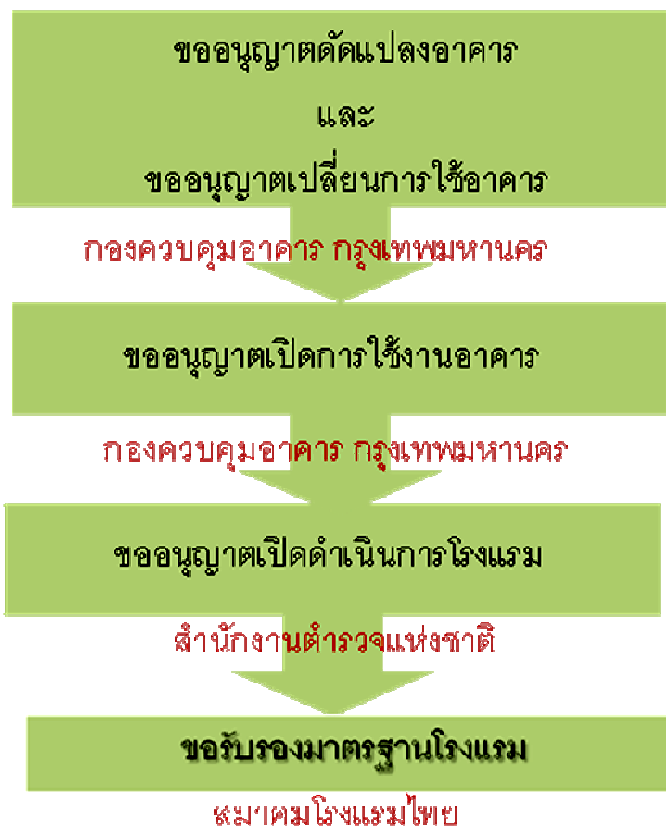 ขออนุญาตดัดแปลงอาคาร
และ
ขออนุญาตเปลี่ยนการใช้อาคาร
กองควบคุมอาคาร กรุงเทพมหานคร
ขออนุญาตเปิดการใช้งานอาคาร
กองควบคุมอาคาร กรุงเทพมหานคร
ขออนุญาตเปิดดำเนินการโรงแรม
สำนักงานตำรวจแห่งชาติ
ขอรับรองมาตรฐานโรงแรม
สมาคมโรงแรมไทย